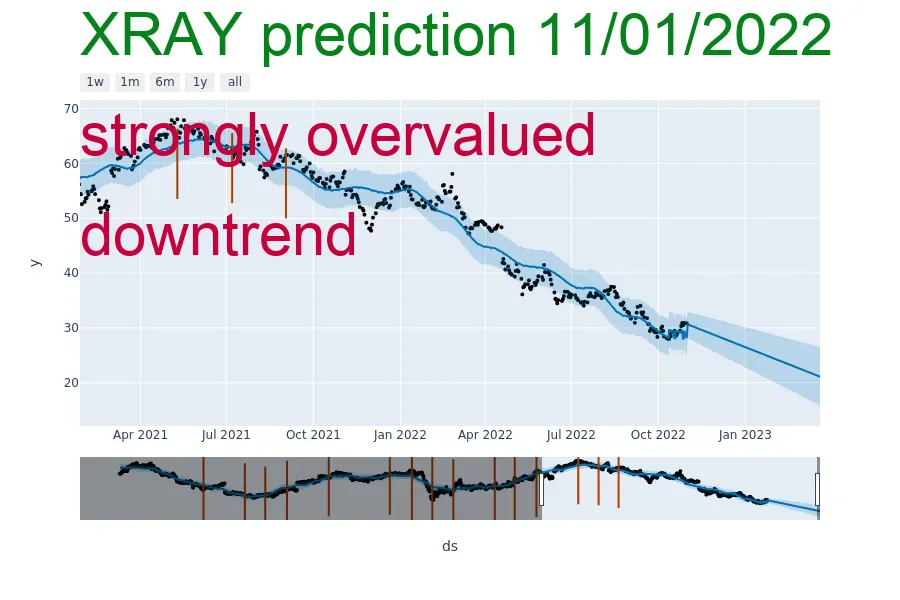 XRAY prediction 11/01/2022
1w 1m 6m 1y all
70
strongly overvalued
60
50
downtrend
y
40
30
20
Apr 2021 Jul 2021 Oct 2021 Jan 2022 Apr 2022 Jul 2022 Oct 2022 Jan 2023
ds